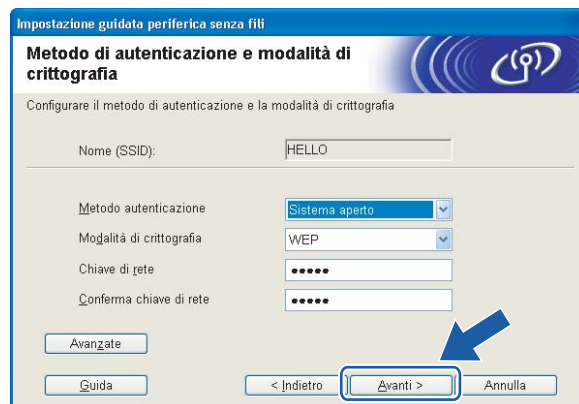 Impostazione guidata periferica senza fili
Metodo di autenticazione e modalità di
crittografia
Configurare il metodo di autenticazione e la modalità di crittografia
Nome (SSID): HELLO
Metodo autenticazione Sistema aperto
Modalità di crittografia WEP
Chiave di rete •••••
Conferma chiave di rete •••••
Avanzate
Guida < Indietro Avanti > Annulla